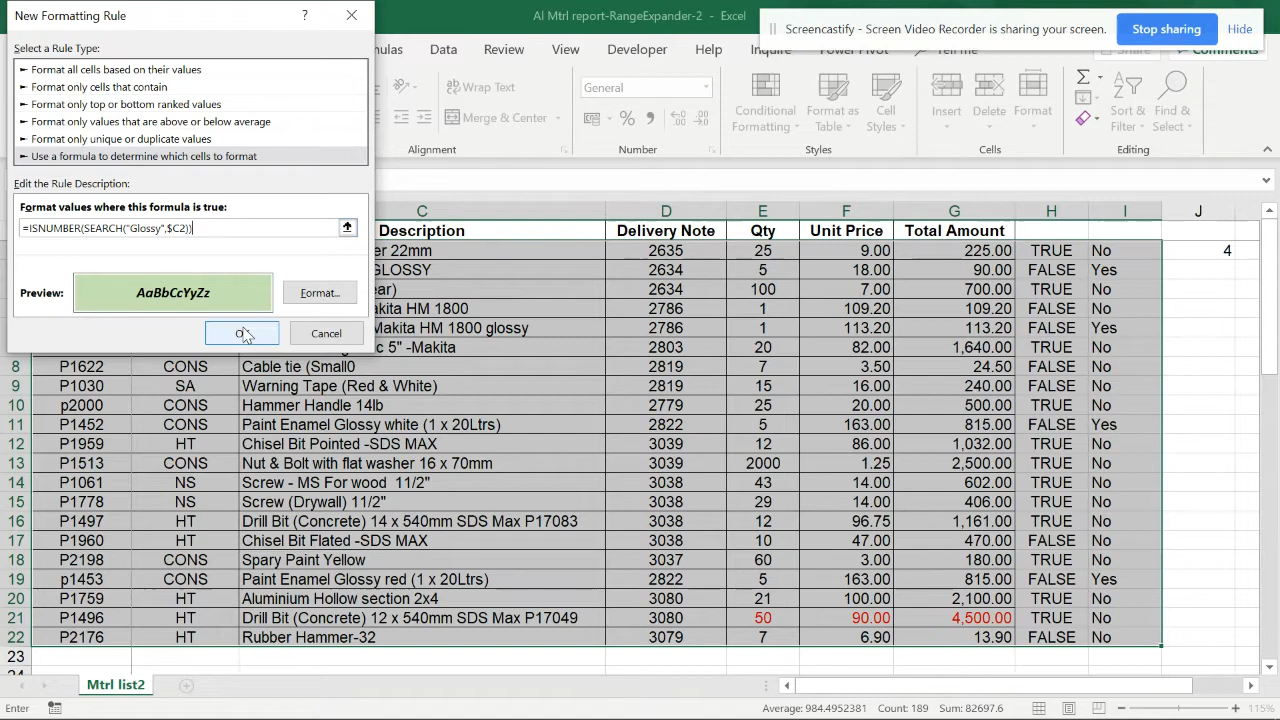 New Formatting Rule
?
Al Mtrl report-RangeExpander-2 - Excel
Screencastify - Screen Video Recorder is sharing your screen.
Stop sharing
Hide
Select a Rule Type:
► Format all cells based on their values
► Format only cells that contain
► Format only top or bottom ranked values
► Format only values that are above or below average
► Format only unique or duplicate values
► Use a formula to determine which cells to format
Edit the Rule Description:
Format values where this formula is true:
=ISNUMBER(SEARCH("Glossy",$C2))
Preview:
AaBbCcYyZz
Format...
Cancel
Data Review View Developer Help
Wrap Text
Merge & Center
Alignment
General
Number
Conditional Formatting
Format as Table
Cell Styles
Styles
Insert
Delete
Format
Cells
Sort & Filter
Find & Select
Editing
C D E F G H I J
Description Delivery Note Qty Unit Price Total Amount
22mm 2635 25 9.00 225.00 TRUE No 4
GLOSSY 2634 5 18.00 90.00 FALSE Yes
2634 100 7.00 700.00 TRUE No
HM 1800 2786 1 109.20 109.20 FALSE No
Makita HM 1800 glossy 2786 1 113.20 113.20 FALSE Yes
5" -Makita 2803 20 82.00 1,640.00 TRUE No
8 P1622 CONS Cable tie (Small0 2819 7 3.50 24.50 FALSE No
9 P1030 SA Warning Tape (Red & White) 2819 15 16.00 240.00 TRUE No
10 p2000 CONS Hammer Handle 14lb 2779 25 20.00 500.00 TRUE No
11 P1452 CONS Paint Enamel Glossy white (1 x 20Ltrs) 2822 5 163.00 815.00 FALSE Yes
12 P1959 HT Chisel Bit Pointed -SDS MAX 3039 12 86.00 1,032.00 TRUE No
13 P1513 CONS Nut & Bolt with flat washer 16 x 70mm 3039 2000 1.25 2,500.00 TRUE No
14 P1061 NS Screw - MS For wood 11/2" 3038 43 14.00 602.00 TRUE No
15 P1778 NS Screw (Drywall) 11/2" 3038 29 14.00 406.00 TRUE No
16 P1497 HT Drill Bit (Concrete) 14 x 540mm SDS Max P17083 3038 12 96.75 1,161.00 TRUE No
17 P1960 HT Chisel Bit Flated -SDS MAX 3038 10 47.00 470.00 FALSE No
18 P2198 CONS Spary Paint Yellow 3037 60 3.00 180.00 TRUE No
19 p1453 CONS Paint Enamel Glossy red (1 x 20Ltrs) 2822 5 163.00 815.00 FALSE Yes
20 P1759 HT Aluminium Hollow section 2x4 3080 21 100.00 2,100.00 TRUE No
21 P1496 HT Drill Bit (Concrete) 12 x 540mm SDS Max P17049 3080 50 90.00 4,500.00 TRUE No
22 P2176 HT Rubber Hammer-32 3079 7 6.90 13.90 FALSE No
23
Mtrl list2
Enter
Average: 984.4952381 Count: 189 Sum: 82697.6
115%